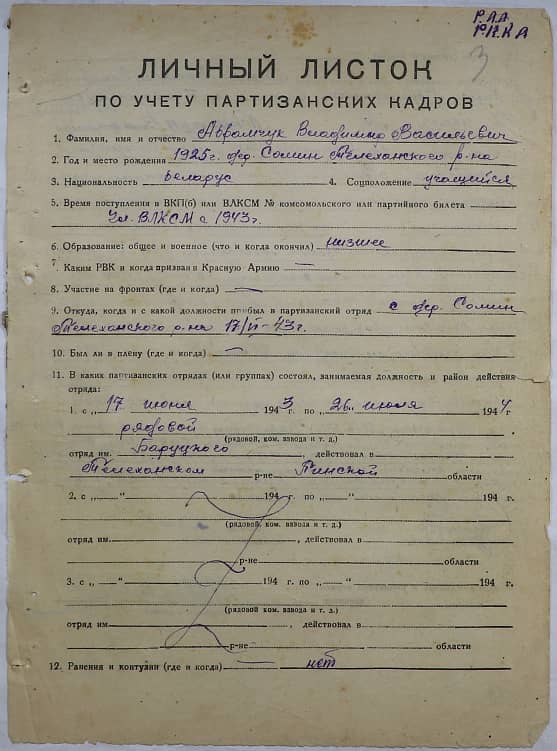 Р.А.А.
РККА
3
ЛИЧНЫЙ ЛИСТОК
ПО УЧЕТУ ПАРТИЗАНСКИХ КАДРОВ
1. Фамилия, имя и отчество Абрамчук Владимир Васильевич
2. Год и место рождения 1925 г. дер. Сомин Телеханского р-на
3. Национальность беларус 4. Соцположение учащийся
5. Время поступления в ВКП(б) или ВЛКСМ № комсомольского или партийного билета
Чл. ВЛКСМ с 1943 г.
6. Образование: общее и военное (что и когда окончил) низшее
7. Каким РВК и когда призван в Красную Армию —
8. Участие на фронтах (где и когда) —
9. Откуда, когда и с какой должности прибыл в партизанский отряд с дер. Сомин
Телеханского р-на 17/VI-43 г.
10. Был ли в плену (где и когда) —
11. В каких партизанских отрядах (или группах) состоял, занимаемая должность и район действия
отряда:
1. с „17 июня 1943 г. по „26„ июля 1944 г
рядовой
(рядовой, ком. взвода и т. д.)
отряд им. Баруцкого, действовал в
Телеханском р-не Пинской области
2. с „—“ 194 г. по „—“ 194 г.
(рядовой, ком. взвода и т. д.)
отряд им., действовал в
р-не области
3. с „—“ 194 г. по „—“ 194 г.
(рядовой, ком. взвода и т. д.)
отряд им., действовал в
р-не области
12. Ранения и контузии (где и когда) — нет